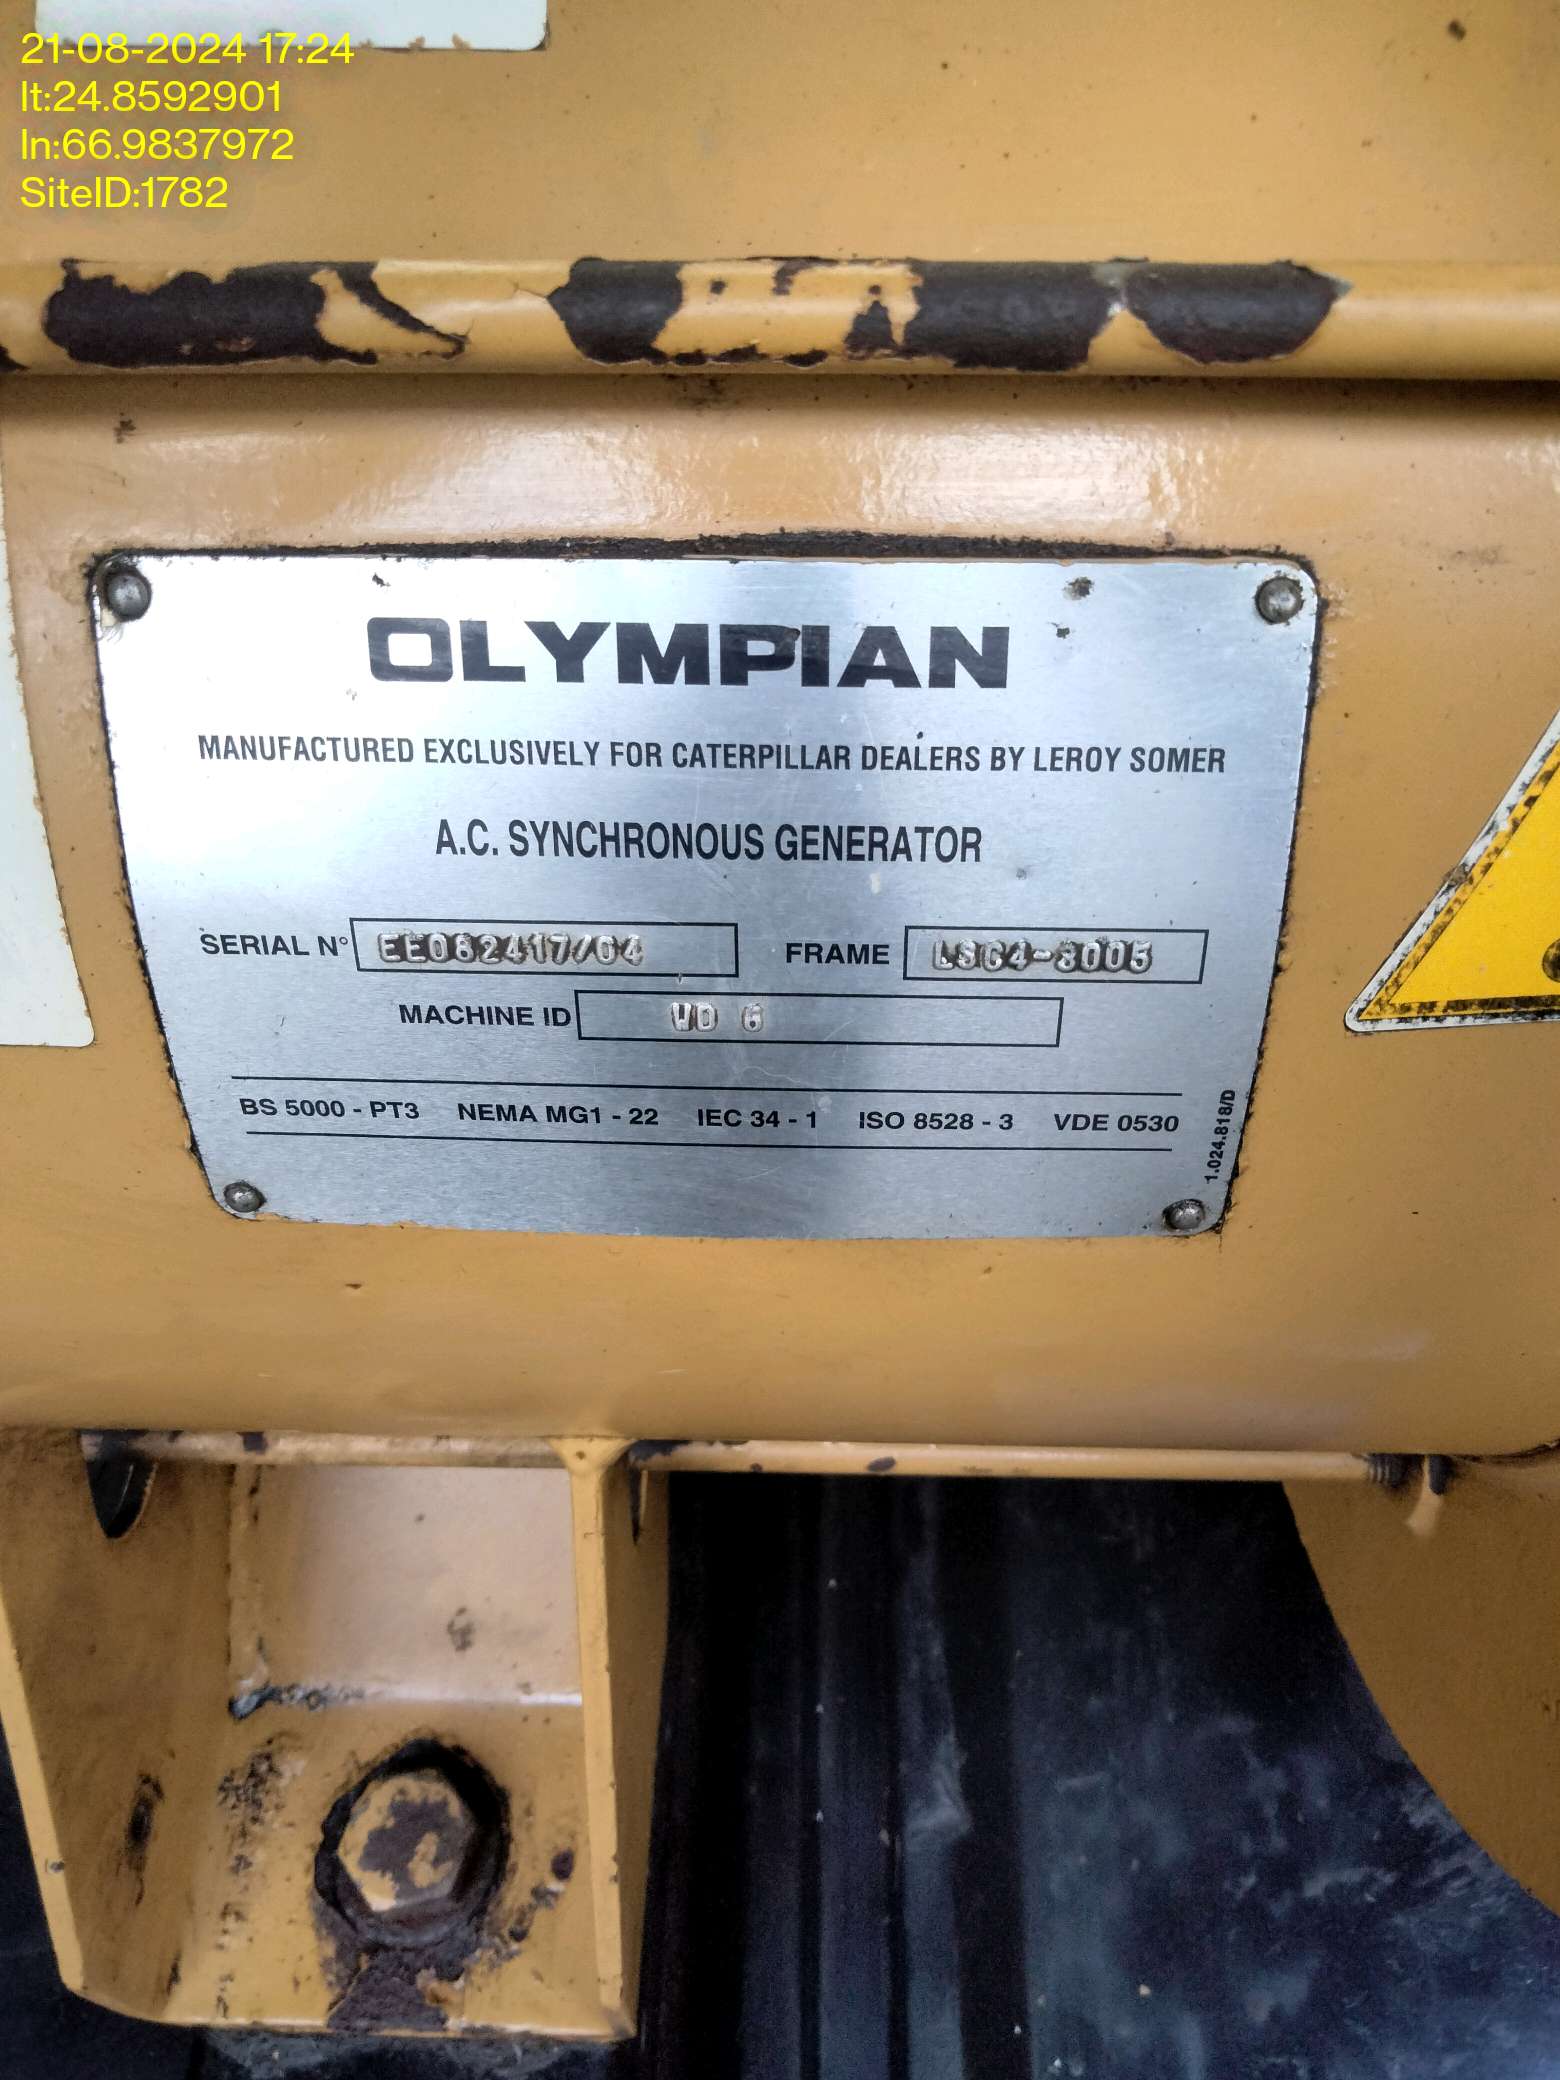 21-08-2024 17:24
lt:24.8592901
ln:66.9837972
SiteID:1782
OLYMPIAN
MANUFACTURED EXCLUSIVELY FOR CATERPILLAR DEALERS BY LEROY SOMER
A.C. SYNCHRONOUS GENERATOR
SERIAL N° EE062417/04 FRAME LSC4-3005
MACHINE ID WD 6
BS 5000 - PT3 NEMA MG1 - 22 IEC 34 - 1 ISO 8528 - 3 VDE 0530
1.024.818/D